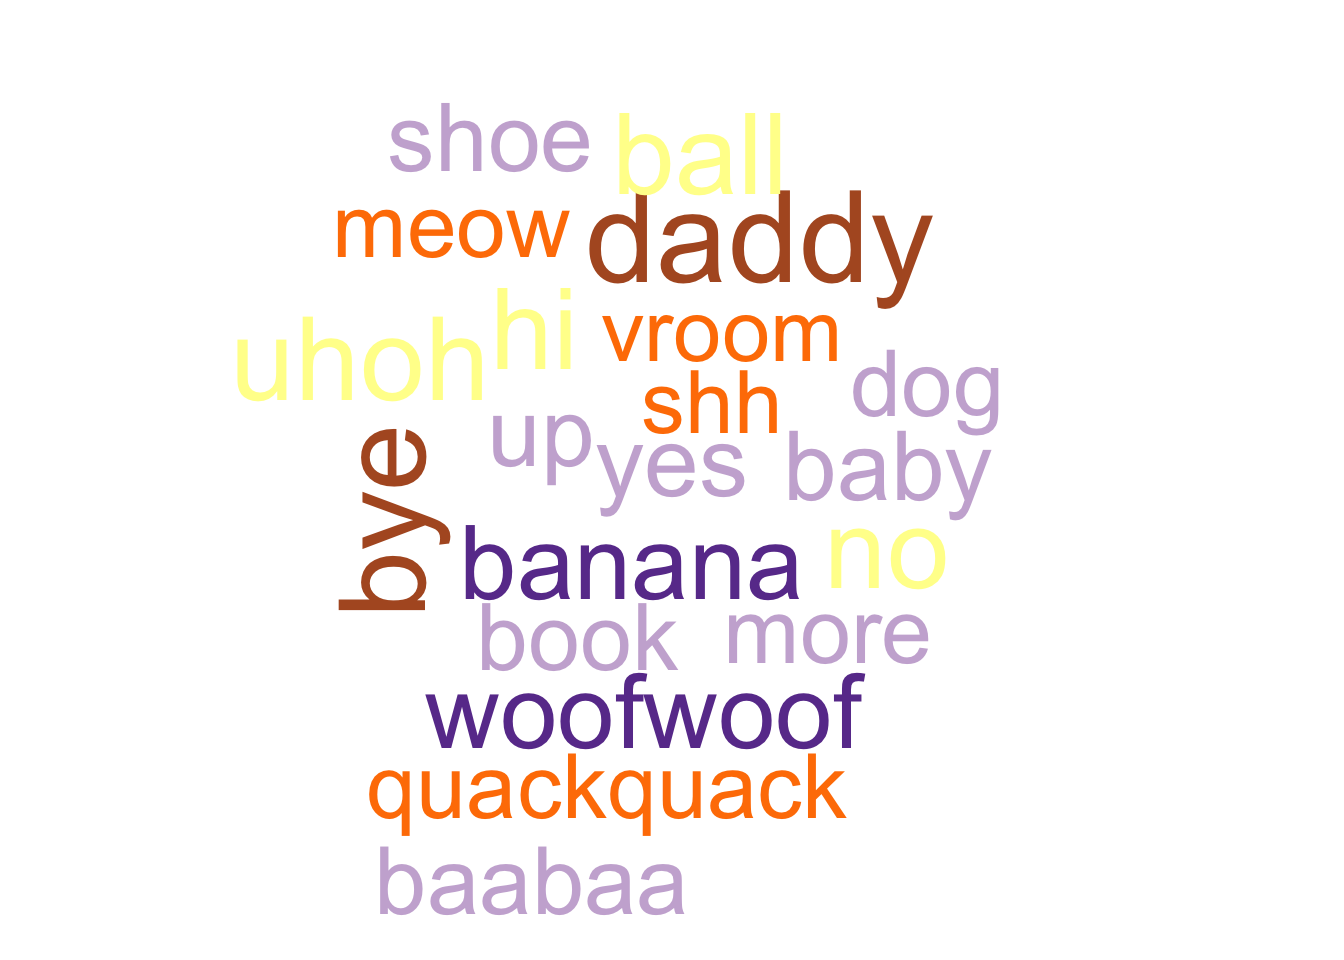 shoe ball
meow daddy
uhoh hi vroom
shh dog
up yes baby
bye
banana no
book more
woofwoof
quackquack
baabaa